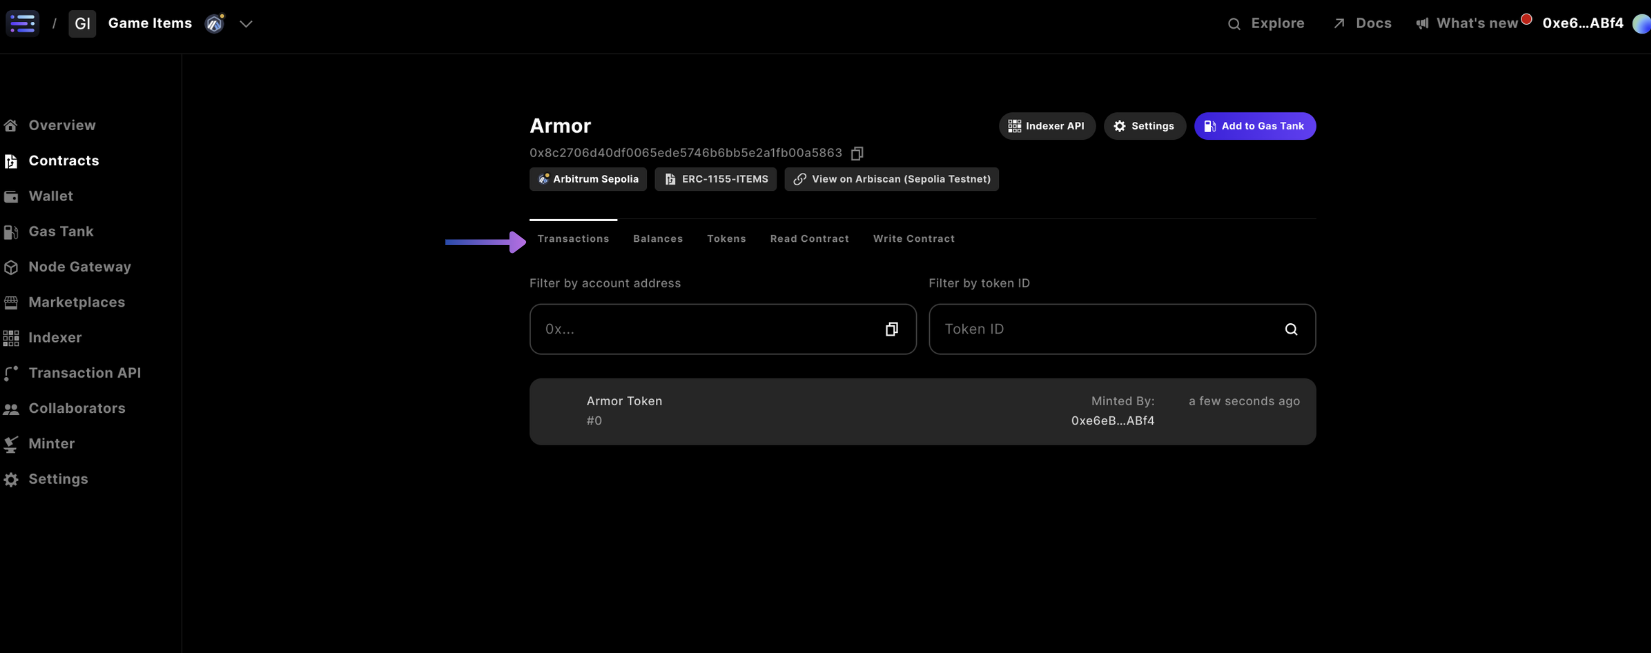 / GI Game Items
Explore Docs What's new 0xe6...ABf4
Overview
Contracts
Wallet
Gas Tank
Node Gateway
Marketplaces
Indexer
Transaction API
Collaborators
Minter
Settings
Armor
Indexer API Settings Add to Gas Tank
0x8c2706d40df0065ede5746b6bb5e2a1fb00a5863
Arbitrum Sepolia ERC-1155-ITEMS View on Arbiscan (Sepolia Testnet)
Transactions Balances Tokens Read Contract Write Contract
Filter by account address Filter by token ID
0x... Token ID
Armor Token Minted By: a few seconds ago
#0 0xe6eB...ABf4